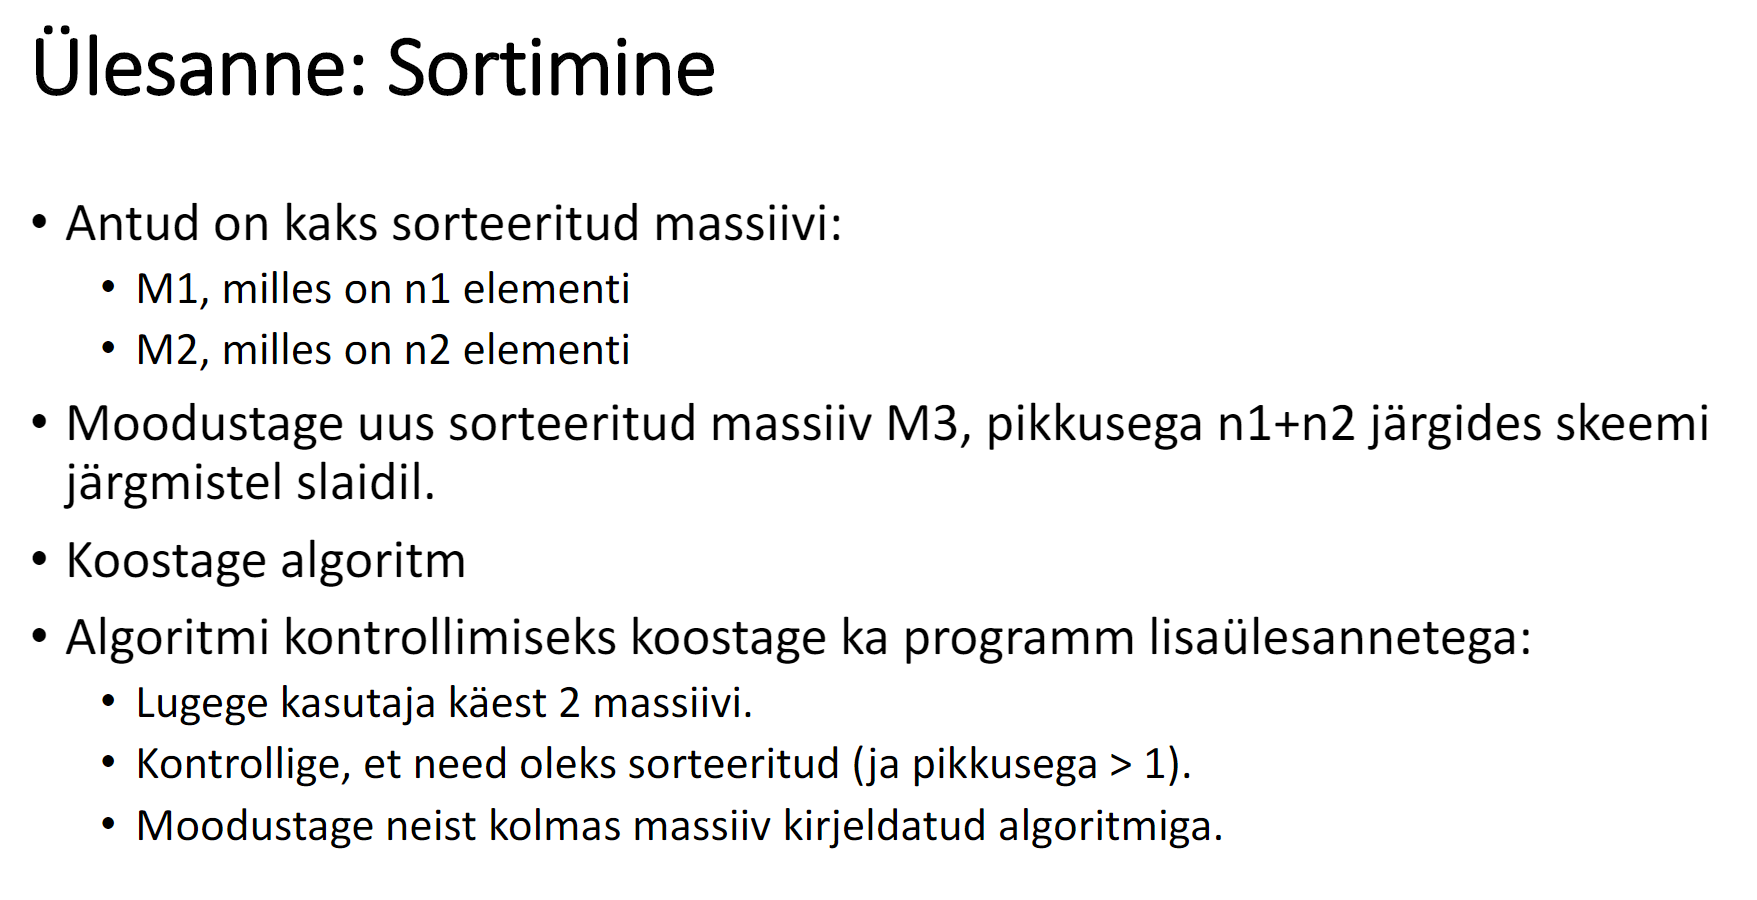 Ülesanne: Sortimine
• Antud on kaks sorteeritud massiivi:
• M1, milles on n1 elementi
• M2, milles on n2 elementi
• Moodustage uus sorteeritud massiiv M3, pikkusega n1+n2 järgides skeemi
järgmistel slaidil.
• Koostage algoritm
• Algoritmi kontrollimiseks koostage ka programm lisaülesannetega:
• Lugege kasutaja käest 2 massiivi.
• Kontrollige, et need oleks sorteeritud (ja pikkusega > 1).
• Moodustage neist kolmas massiiv kirjeldatud algoritmiga.